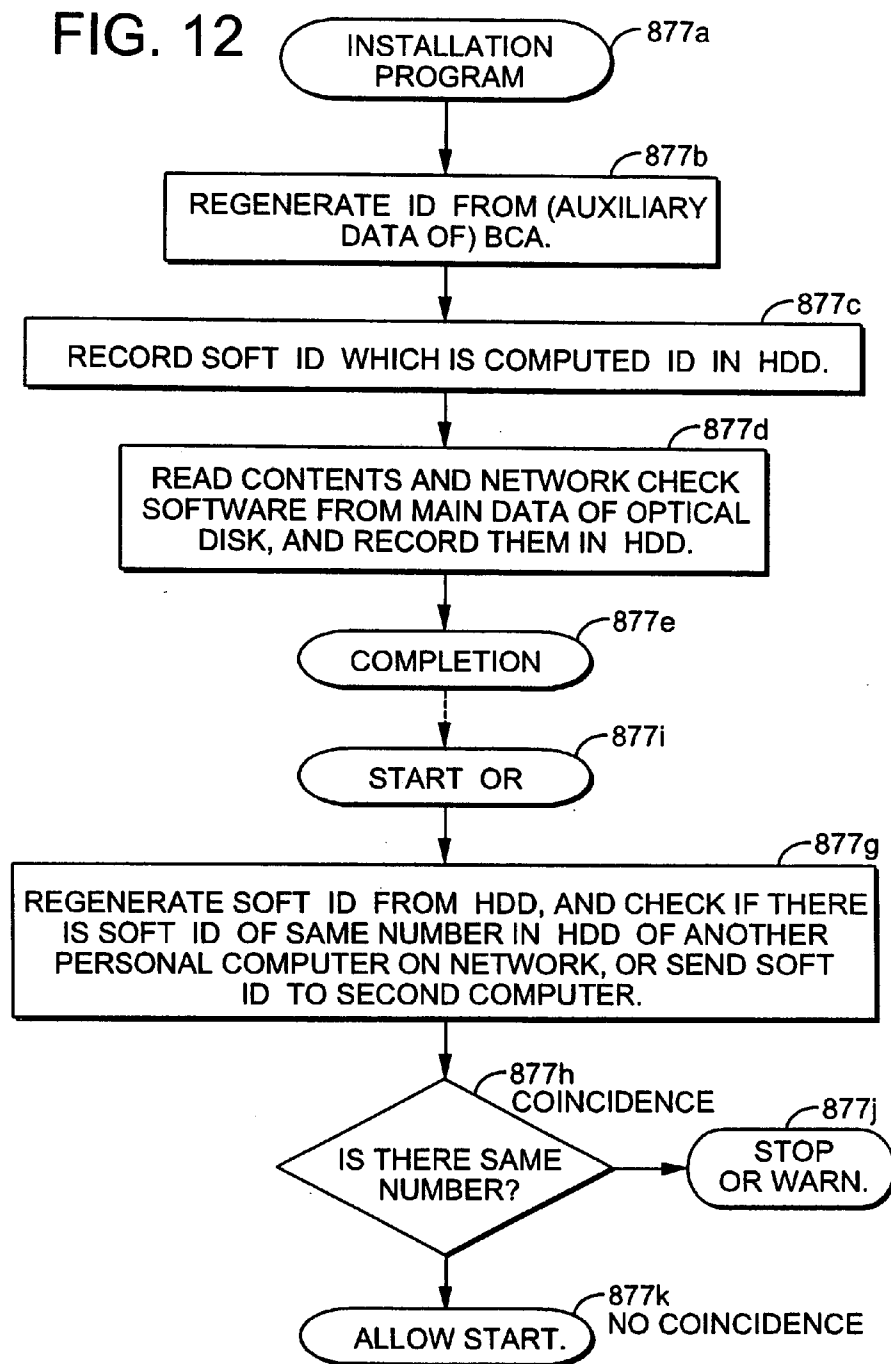 FIG. 12
877a
INSTALLATION
PROGRAM
877b
REGENERATE ID FROM (AUXILIARY
DATA OF) BCA.
877c
RECORD SOFT ID WHICH IS COMPUTED ID IN HDD.
877d
READ CONTENTS AND NETWORK CHECK
SOFTWARE FROM MAIN DATA OF OPTICAL
DISK, AND RECORD THEM IN HDD.
877e
COMPLETION
877i
START OR
877g
REGENERATE SOFT ID FROM HDD, AND CHECK IF THERE
IS SOFT ID OF SAME NUMBER IN HDD OF ANOTHER
PERSONAL COMPUTER ON NETWORK, OR SEND SOFT
ID TO SECOND COMPUTER.
877h
COINCIDENCE
IS THERE SAME
NUMBER?
877j
STOP
OR WARN.
877k
NO COINCIDENCE
ALLOW START.